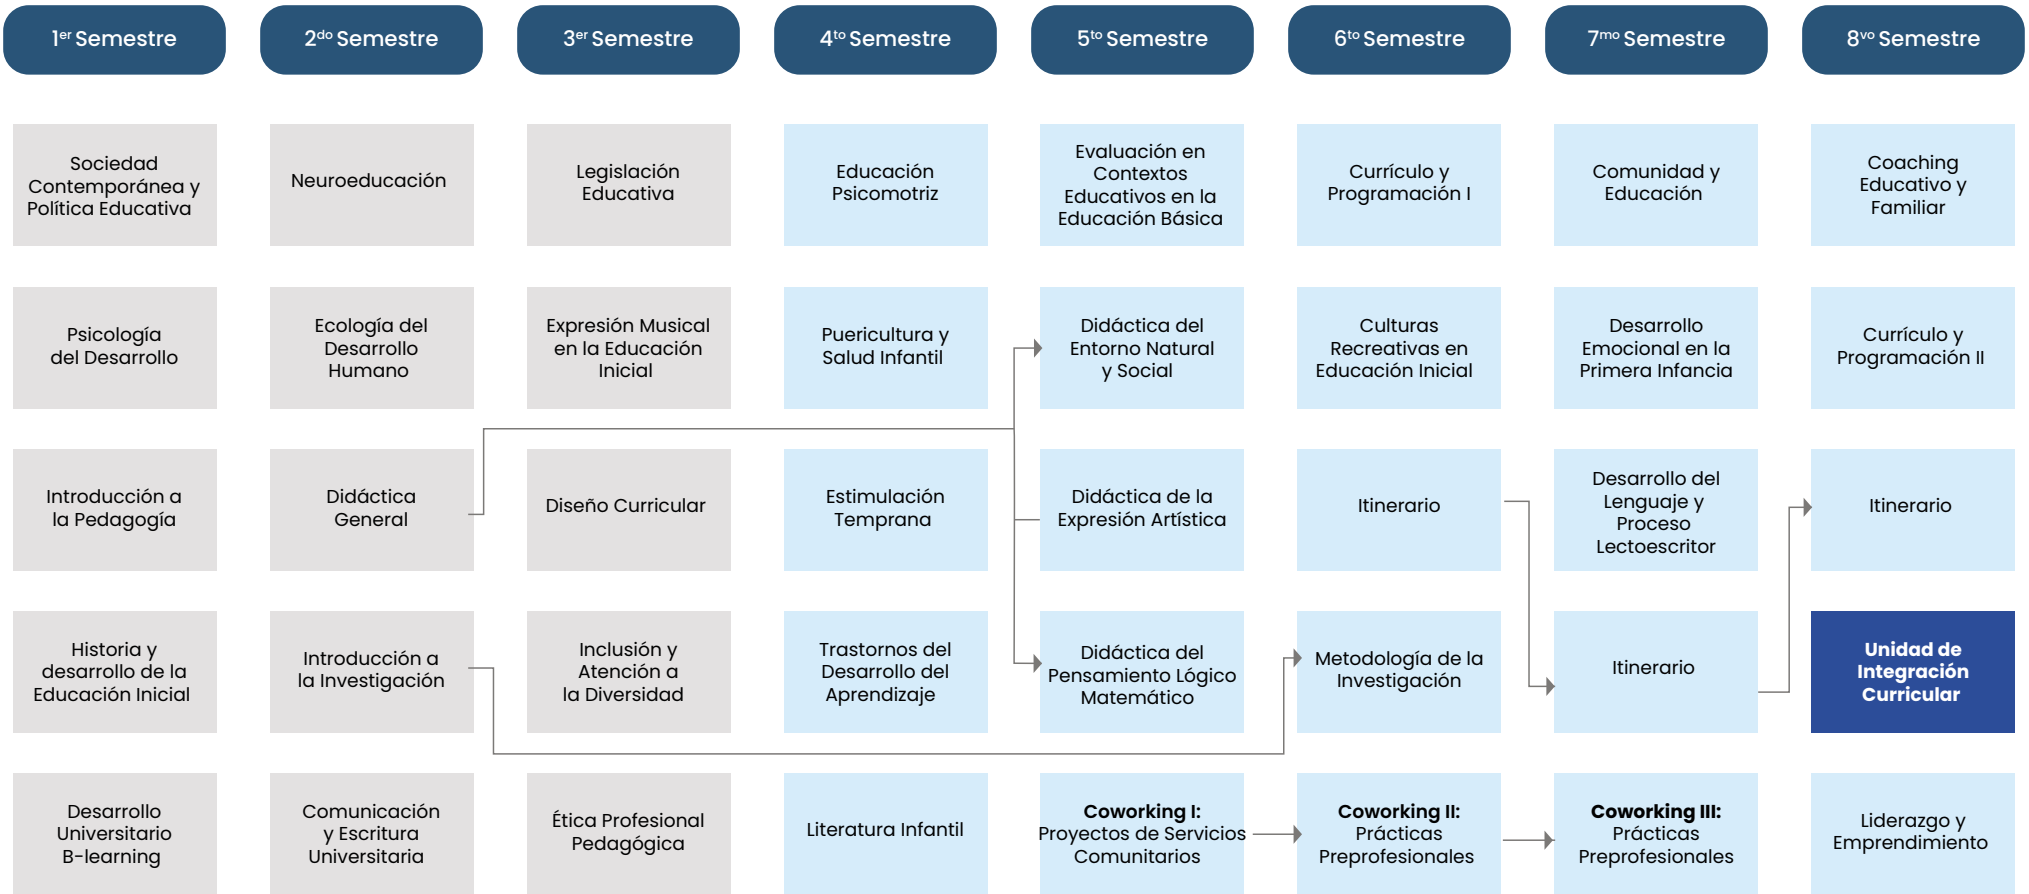 1er Semestre
2do Semestre
3er Semestre
4to Semestre
5to Semestre
6to Semestre
7mo Semestre
8vo Semestre
Sociedad
Contemporánea y
Política Educativa
Neuroeducación
Legislación
Educativa
Educación
Psicomotriz
Evaluación en
Contextos
Educativos en la
Educación Básica
Currículo y
Programación I
Comunidad y
Educación
Coaching
Educativo y
Familiar
Psicología
del Desarrollo
Ecología del
Desarrollo
Humano
Expresión Musical
en la Educación
Inicial
Puericultura y
Salud Infantil
Didáctica del
Entorno Natural
y Social
Culturas
Recreativas en
Educación Inicial
Desarrollo
Emocional en la
Primera Infancia
Currículo y
Programación II
Introducción a
la Pedagogía
Didáctica
General
Diseño Curricular
Estimulación
Temprana
Didáctica de la
Expresión Artística
Itinerario
Desarrollo del
Lenguaje y
Proceso
Lectoescritor
Itinerario
Historia y
desarrollo de la
Educación Inicial
Introducción a
la Investigación
Inclusión y
Atención a
la Diversidad
Trastornos del
Desarrollo del
Aprendizaje
Didáctica del
Pensamiento Lógico
Matemático
Metodología de la
Investigación
Itinerario
Unidad de
Integración
Curricular
Desarrollo
Universitario
B-learning
Comunicación
y Escritura
Universitaria
Ética Profesional
Pedagógica
Literatura Infantil
Coworking I:
Proyectos de Servicios
Comunitarios
Coworking II:
Prácticas
Preprofesionales
Coworking III:
Prácticas
Preprofesionales
Liderazgo y
Emprendimiento